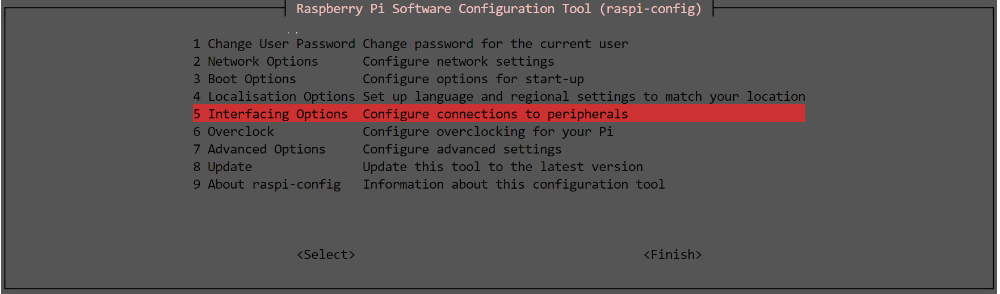 Raspberry Pi Software Configuration Tool (raspi-config)
1 Change User Password Change password for the current user
2 Network Options Configure network settings
3 Boot Options Configure options for start-up
4 Localisation Options Set up language and regional settings to match your location
5 Interfacing Options Configure connections to peripherals
6 Overclock Configure overclocking for your Pi
7 Advanced Options Configure advanced settings
8 Update Update this tool to the latest version
9 About raspi-config Information about this configuration tool
<Select> <Finish>